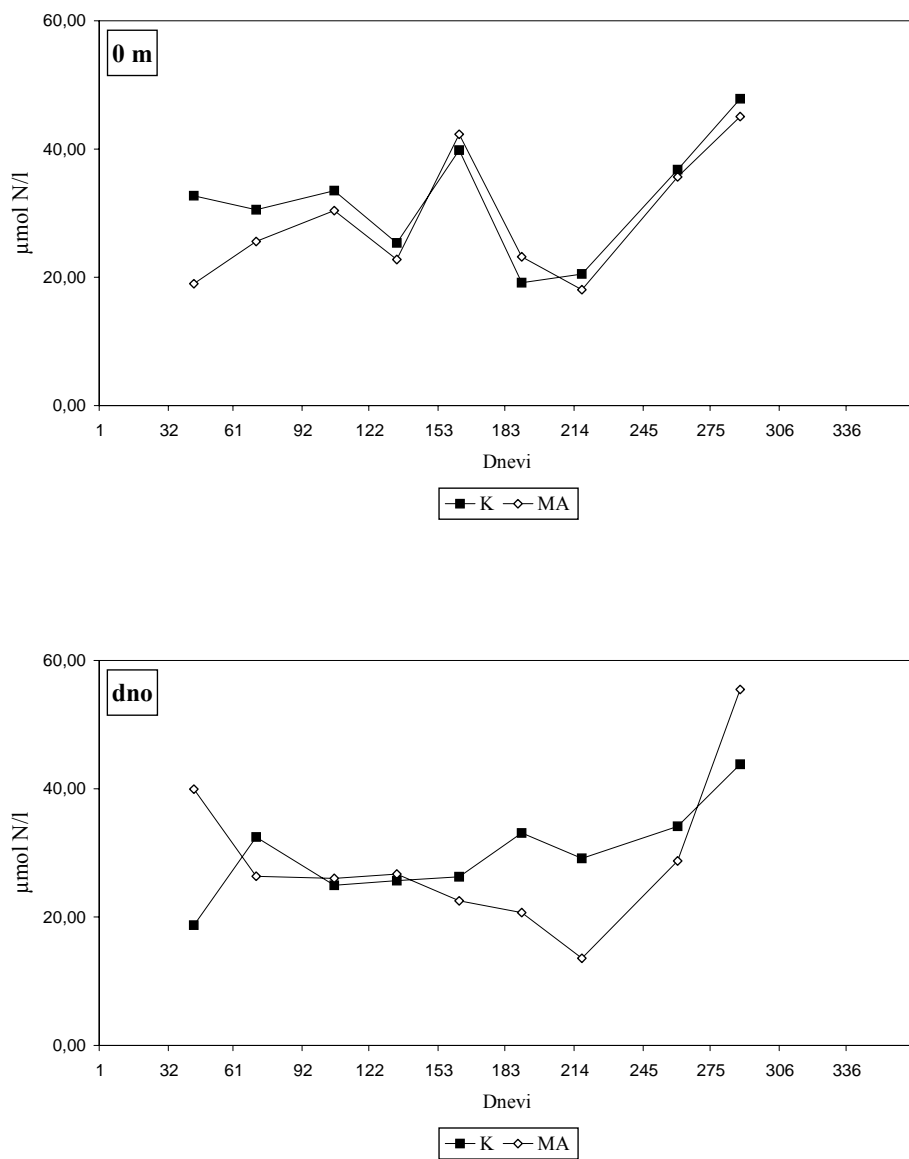 60,00
0 m
40,00
µmol N/l
20,00
0,00
1 32 61 92 122 153 183 214 245 275 306 336
Dnevi
K MA
60,00
dno
40,00
µmol N/l
20,00
0,00
1 32 61 92 122 153 183 214 245 275 306 336
Dnevi
K MA